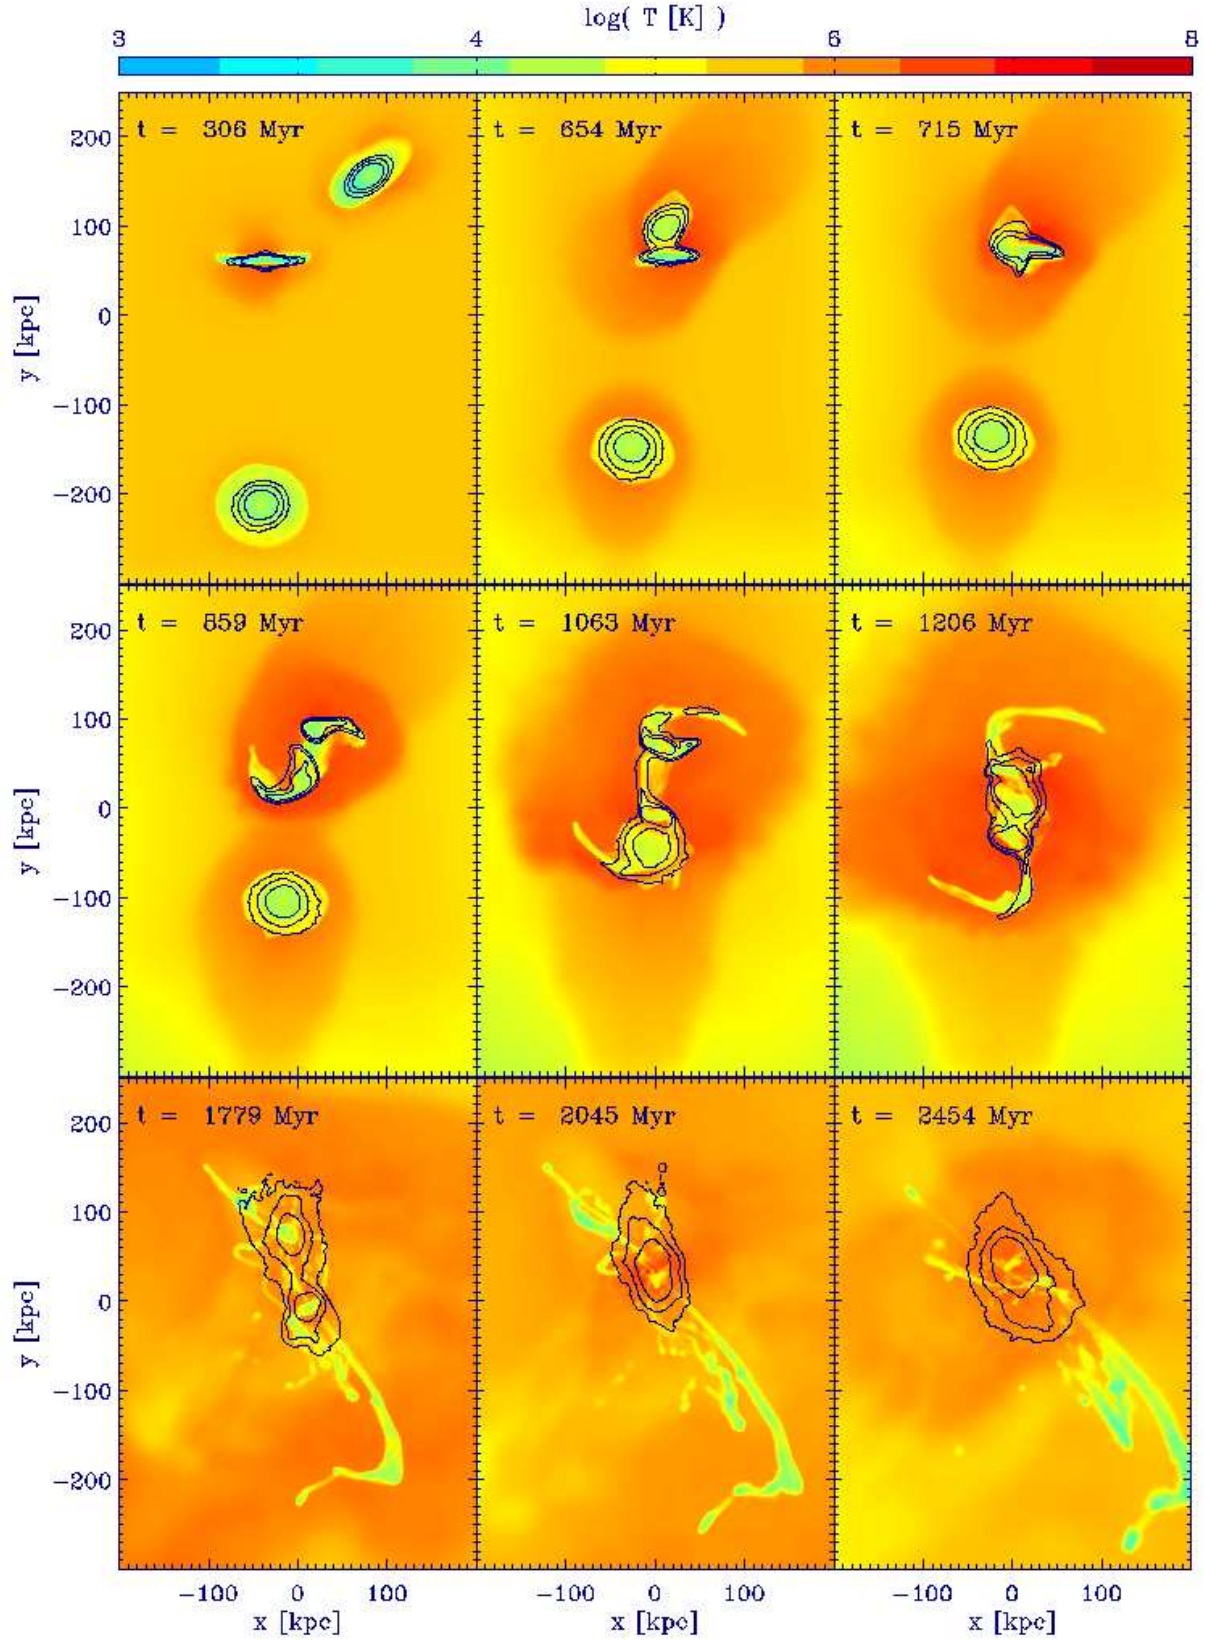 log( T [K] )
3 4 6 8
t = 306 Myr t = 654 Myr t = 715 Myr
200
100
0
−100
−200
y [kpc]
t = 859 Myr t = 1063 Myr t = 1206 Myr
200
100
0
−100
−200
y [kpc]
t = 1779 Myr t = 2045 Myr t = 2454 Myr
200
100
0
−100
−200
y [kpc]
−100 0 100 −100 0 100 −100 0 100
x [kpc] x [kpc] x [kpc]